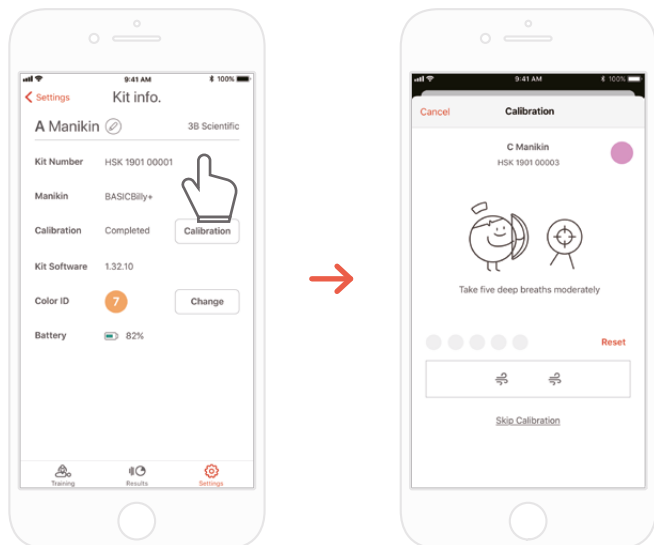 9:41 AM
100%
Settings
Kit info.
A Manikin
3B Scientific
Kit Number HSK 1901 00001
Manikin BASICBilly+
Calibration Completed Calibration
Kit Software 1.32.10
Color ID 7 Change
Battery 82%
Training Results Settings
9:41 AM
100%
Cancel Calibration
C Manikin
HSK 1901 00003
Take five deep breaths moderately
Reset
Skip Calibration